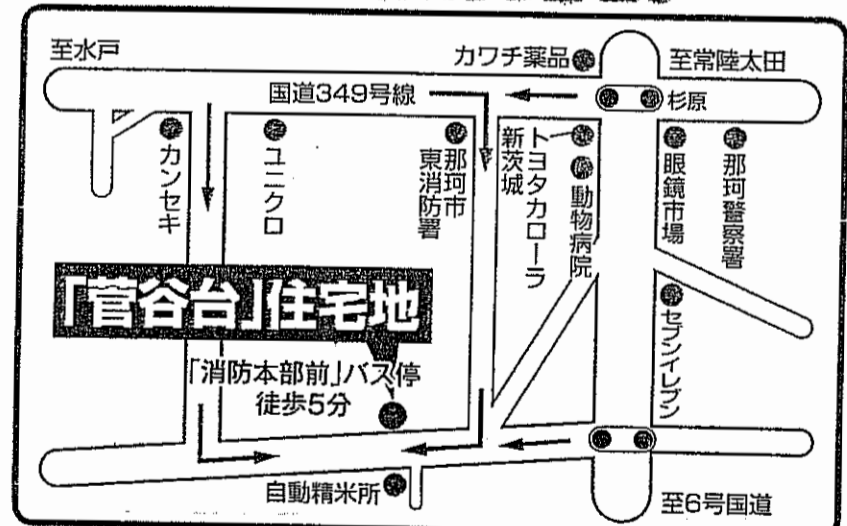 至水戸
カワチ薬品
至常陸太田
国道349号線
杉原
カンセキ
ユニクロ
那珂市
東消防署
トヨタカローラ
新茨城
動物病院
眼鏡市場
那珂警察署
「菅谷台」住宅地
「消防本部前」バス停
徒歩5分
セブンイレブン
自動精米所
至6号国道